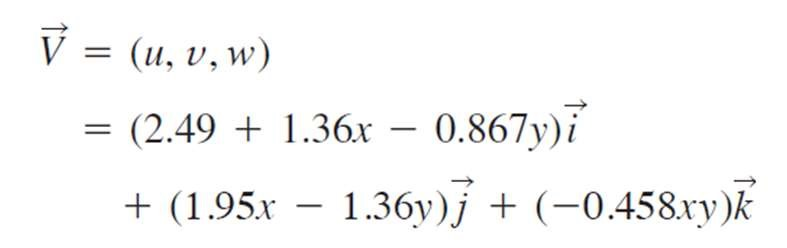 V⃗ = (u, v, w)
= (2.49 + 1.36x − 0.867y)i⃗
+ (1.95x − 1.36y)j⃗ + (−0.458xy)k⃗